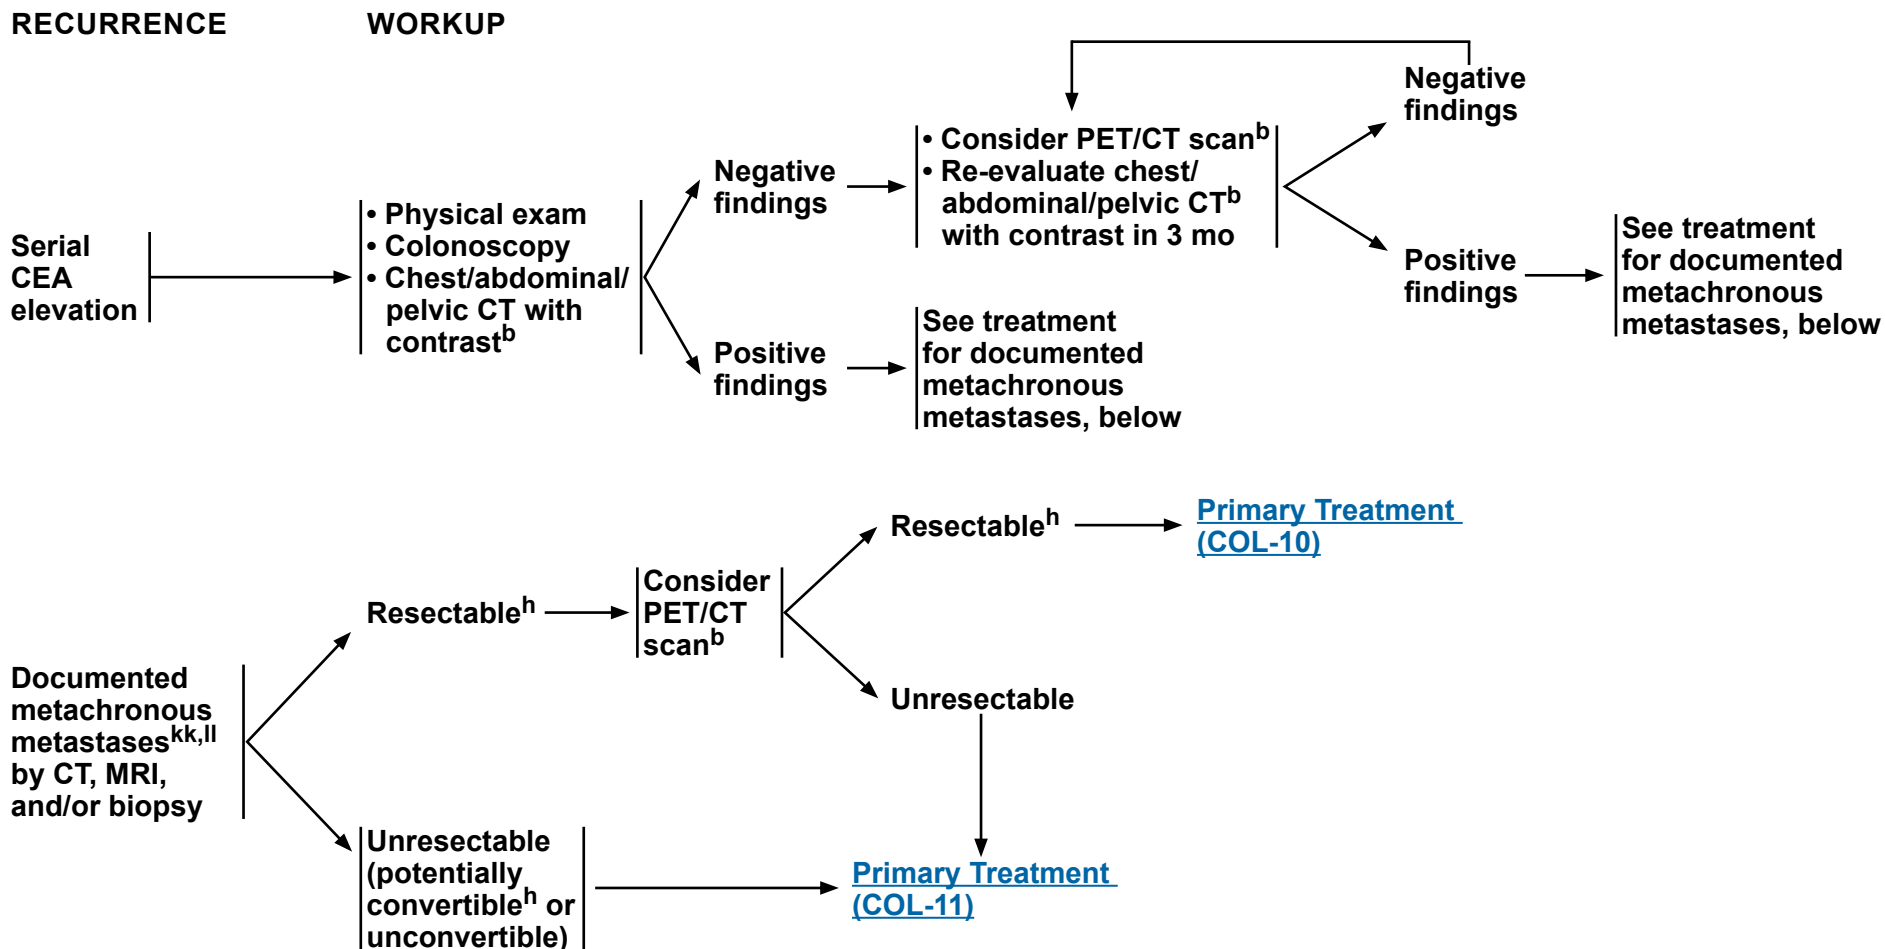 RECURRENCE
WORKUP
Serial
CEA
elevation
• Physical exam
• Colonoscopy
• Chest/abdominal/
pelvic CT with
contrastb
Negative
findings
Positive
findings
• Consider PET/CT scanb
• Re-evaluate chest/
abdominal/pelvic CTb
with contrast in 3 mo
See treatment
for documented
metachronous
metastases, below
Negative
findings
Positive
findings
See treatment
for documented
metachronous
metastases, below
Documented
metachronous
metastaseskk,ll
by CT, MRI,
and/or biopsy
Resectableh
Consider
PET/CT
scanb
Resectableh
Primary Treatment
(COL-10)
Unresectable
Unresectable
(potentially
convertibleh or
unconvertible)
Primary Treatment
(COL-11)